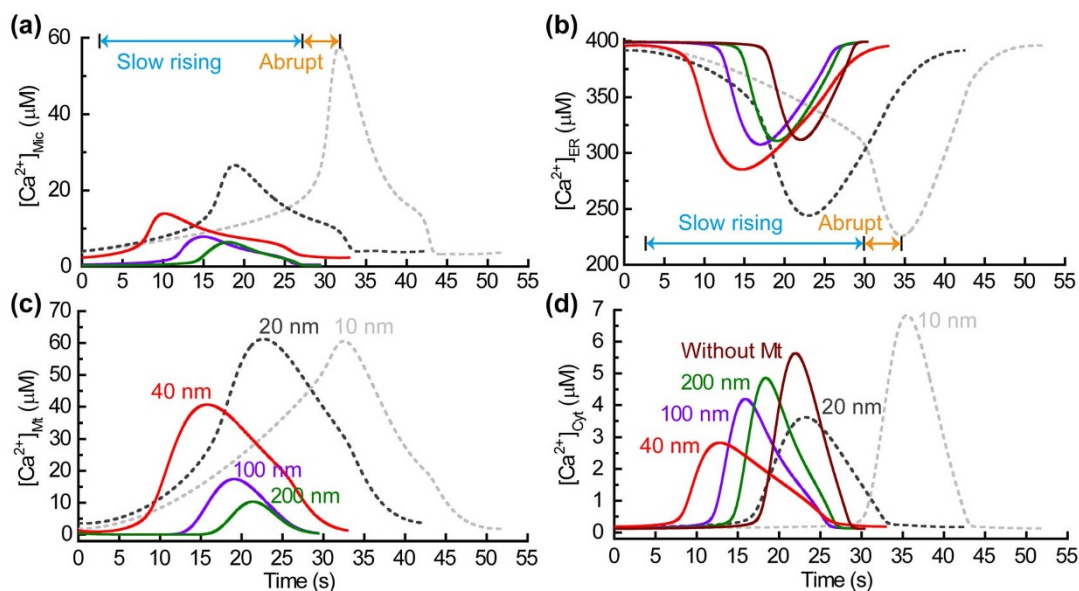 (a)
[Ca²⁺]Mic (μM)
60
40
20
0
Slow rising
Abrupt
0 5 10 15 20 25 30 35 40 45 50 55
(b)
[Ca²⁺]ER (μM)
400
350
300
250
200
Slow rising
Abrupt
0 5 10 15 20 25 30 35 40 45 50 55
(c)
[Ca²⁺]Mt (μM)
70
60
50
40
30
20
10
0
20 nm
10 nm
40 nm
100 nm
200 nm
0 5 10 15 20 25 30 35 40 45 50 55
Time (s)
(d)
[Ca²⁺]Cyt (μM)
7
6
5
4
3
2
1
0
10 nm
Without Mt
200 nm
20 nm
100 nm
40 nm
0 5 10 15 20 25 30 35 40 45 50 55
Time (s)